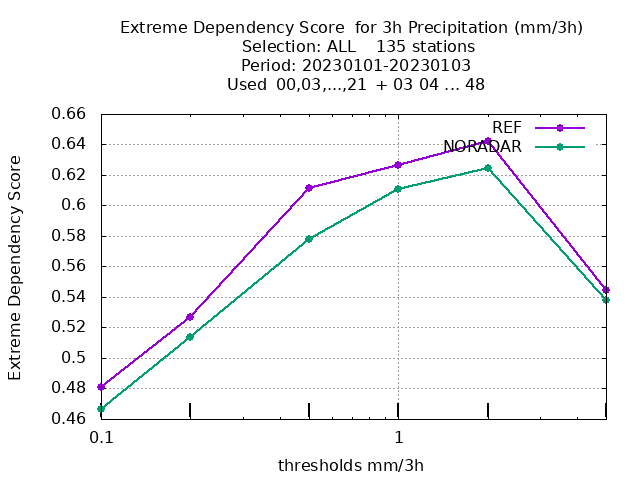 Extreme Dependency Score  for 3h Precipitation (mm/3h)
Selection: ALL    135 stations
Period: 20230101-20230103
Used  00,03,...,21  + 03 04 ... 48
0.66
0.64
0.62
0.6
0.58
0.56
0.54
0.52
0.5
0.48
0.46
Extreme Dependency Score
REF
NORADAR
0.1
1
thresholds mm/3h